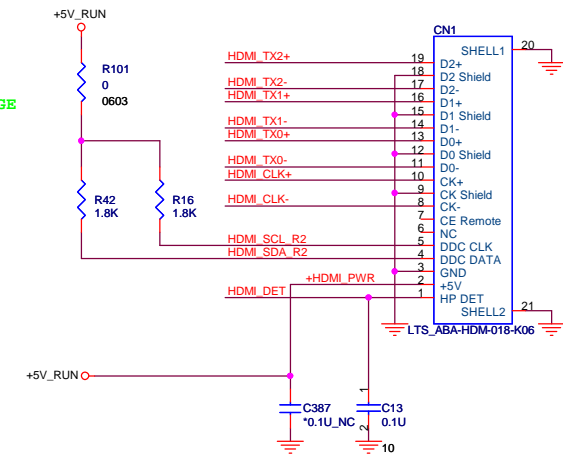 +5V_RUN
CN1
R101
0
0603
GE
HDMI_TX2+
19
D2+
SHELL1
20
18
D2 Shield
HDMI_TX2-
17
D2-
HDMI_TX1+
16
D1+
15
D1 Shield
HDMI_TX1-
14
D1-
HDMI_TX0+
13
D0+
12
D0 Shield
HDMI_TX0-
11
D0-
HDMI_CLK+
10
CK+
9
CK Shield
HDMI_CLK-
8
CK-
7
CE Remote
6
NC
R42
1.8K
R16
1.8K
HDMI_SCL_R2
5
DDC CLK
HDMI_SDA_R2
4
DDC DATA
3
GND
+HDMI_PWR
2
+5V
HDMI_DET
1
HP DET
SHELL2
21
LTS_ABA-HDM-018-K06
+5V_RUN
C387
*0.1U_NC
1
C13
0.1U
2
10